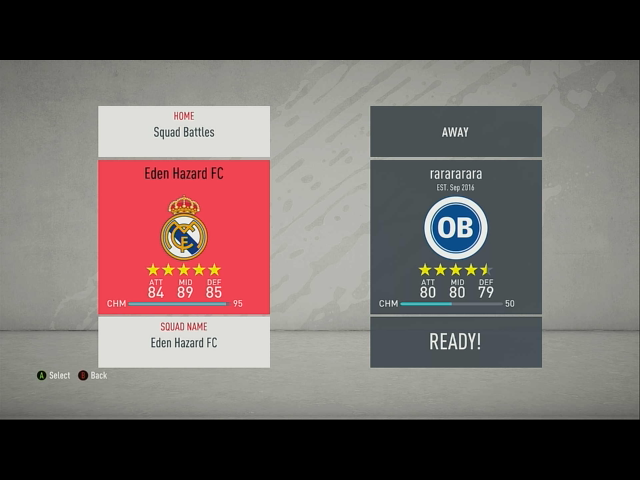 HOME
Squad Battles
Eden Hazard FC
ATT MID DEF
84 89 85
CHM 95
SQUAD NAME
Eden Hazard FC
AWAY
rarararara
EST. Sep 2016
OB
ATT MID DEF
80 80 79
CHM 50
READY!
A Select B Back